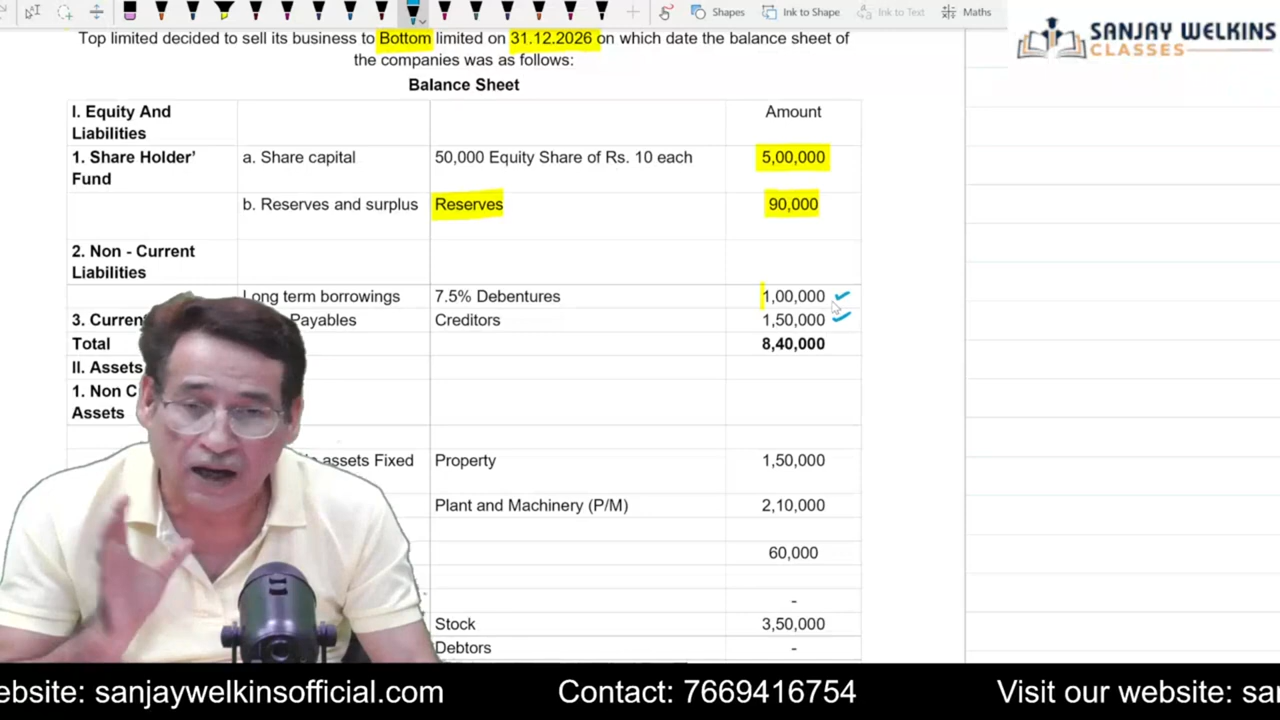 Shapes Ink to Shape Ink to Text Maths
SANJAY WELKINS
CLASSES
Top limited decided to sell its business to Bottom limited on 31.12.2026 on which date the balance sheet of
the companies was as follows:
Balance Sheet
I. Equity And
Liabilities
Amount
1. Share Holder’
Fund
a. Share capital
50,000 Equity Share of Rs. 10 each
5,00,000
b. Reserves and surplus
Reserves
90,000
2. Non - Current
Liabilities
Long term borrowings
7.5% Debentures
1,00,000
3. Current
Payables
Creditors
1,50,000
Total
8,40,000
II. Assets
1. Non C
Assets
assets Fixed
Property
1,50,000
Plant and Machinery (P/M)
2,10,000
60,000
-
Stock
3,50,000
Debtors
-
ebsite: sanjaywelkinsofficial.com Contact: 7669416754 Visit our website: sa